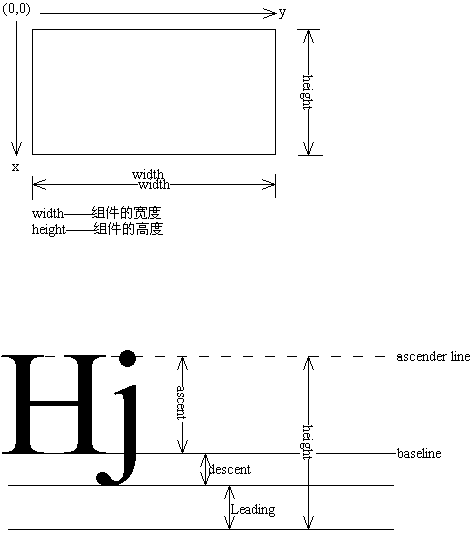 (0,0)
y
height
x
width
width
width——组件的宽度
height——组件的高度
Hj
ascender line
ascent
height
baseline
descent
Leading